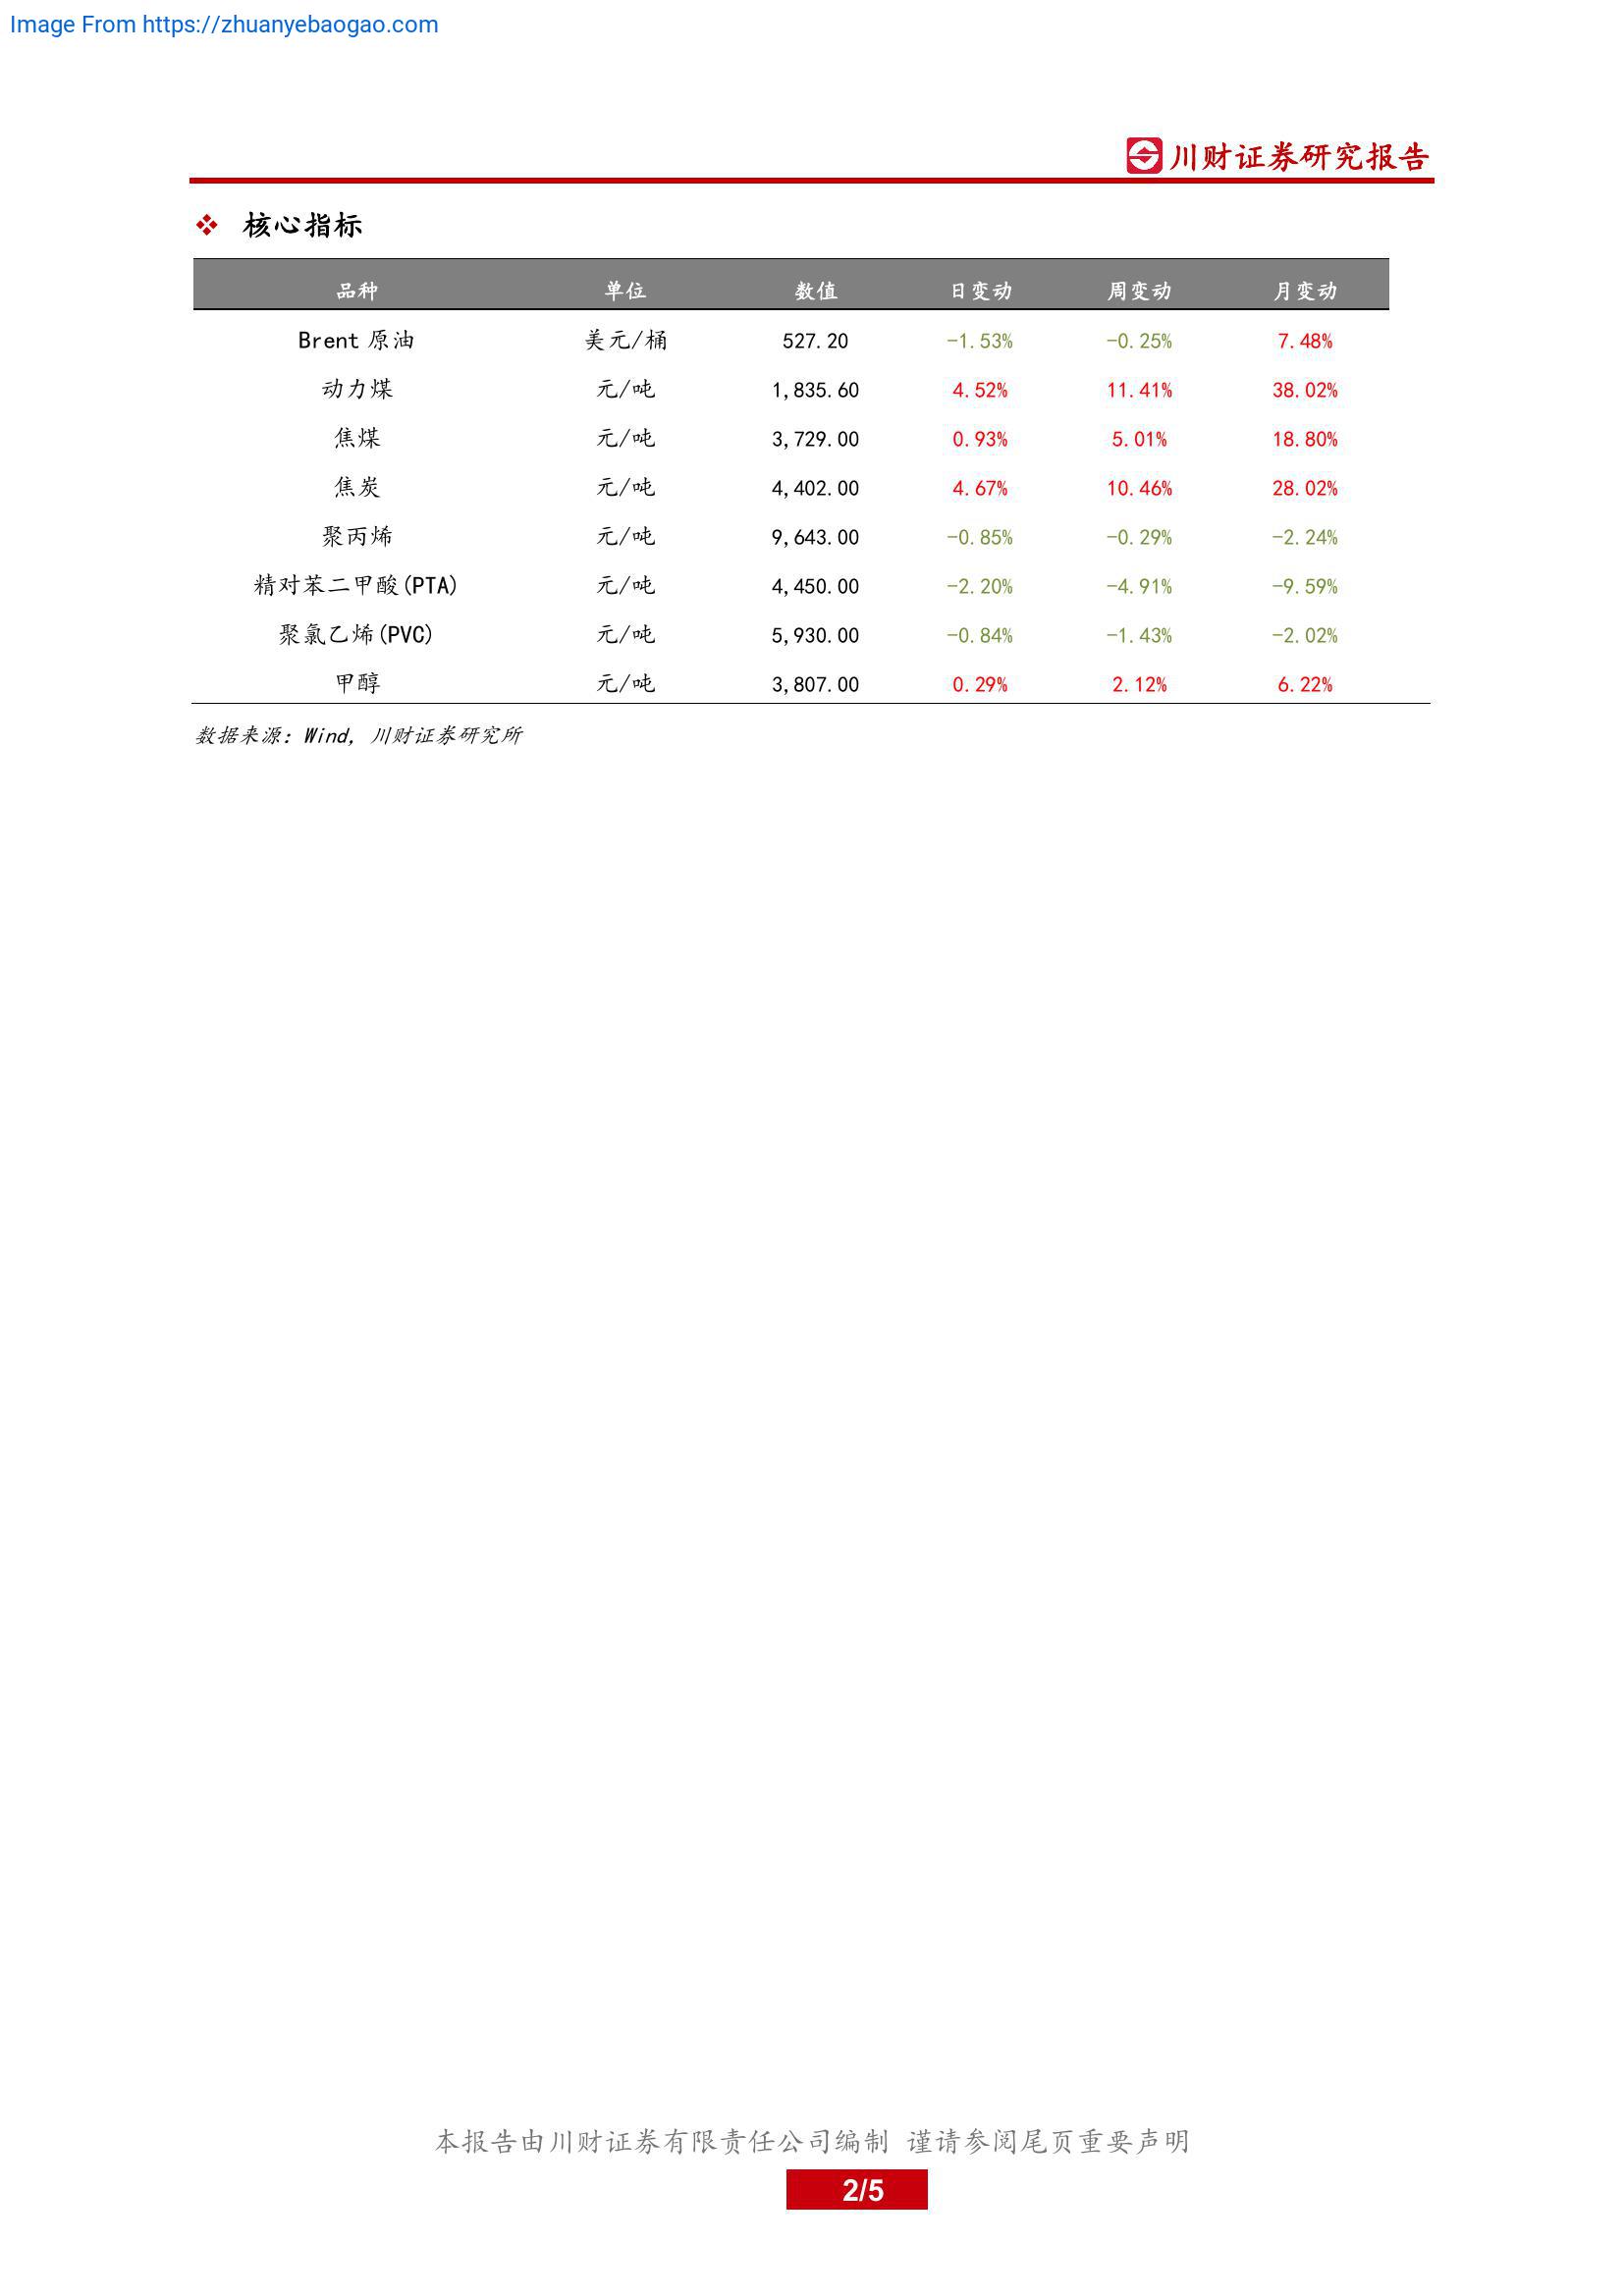 Image From https://zhuanyebaogao.com
川财证券研究报告
核心指标
品种 单位 数值 日变动 周变动 月变动
Brent 原油 美元/桶 527.20 -1.53% -0.25% 7.48%
动力煤 元/吨 1,835.60 4.52% 11.41% 38.02%
焦煤 元/吨 3,729.00 0.93% 5.01% 18.80%
焦炭 元/吨 4,402.00 4.67% 10.46% 28.02%
聚丙烯 元/吨 9,643.00 -0.85% -0.29% -2.24%
精对苯二甲酸(PTA) 元/吨 4,450.00 -2.20% -4.91% -9.59%
聚氯乙烯(PVC) 元/吨 5,930.00 -0.84% -1.43% -2.02%
甲醇 元/吨 3,807.00 0.29% 2.12% 6.22%
数据来源：Wind, 川财证券研究所
本报告由川财证券有限责任公司编制 谨请参阅尾页重要声明
2/5